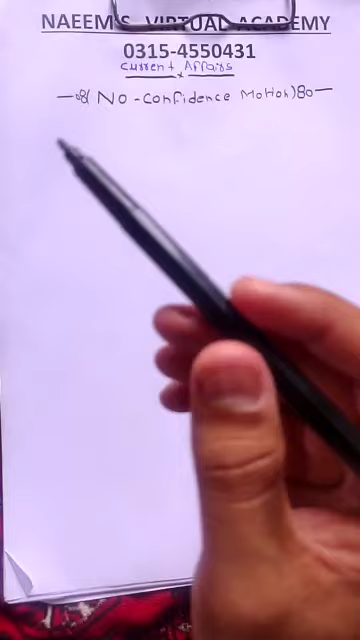 NAEEM'S VIRTUAL ACADEMY
0315-4550431
Current Affairs
(No-confidence Motion)